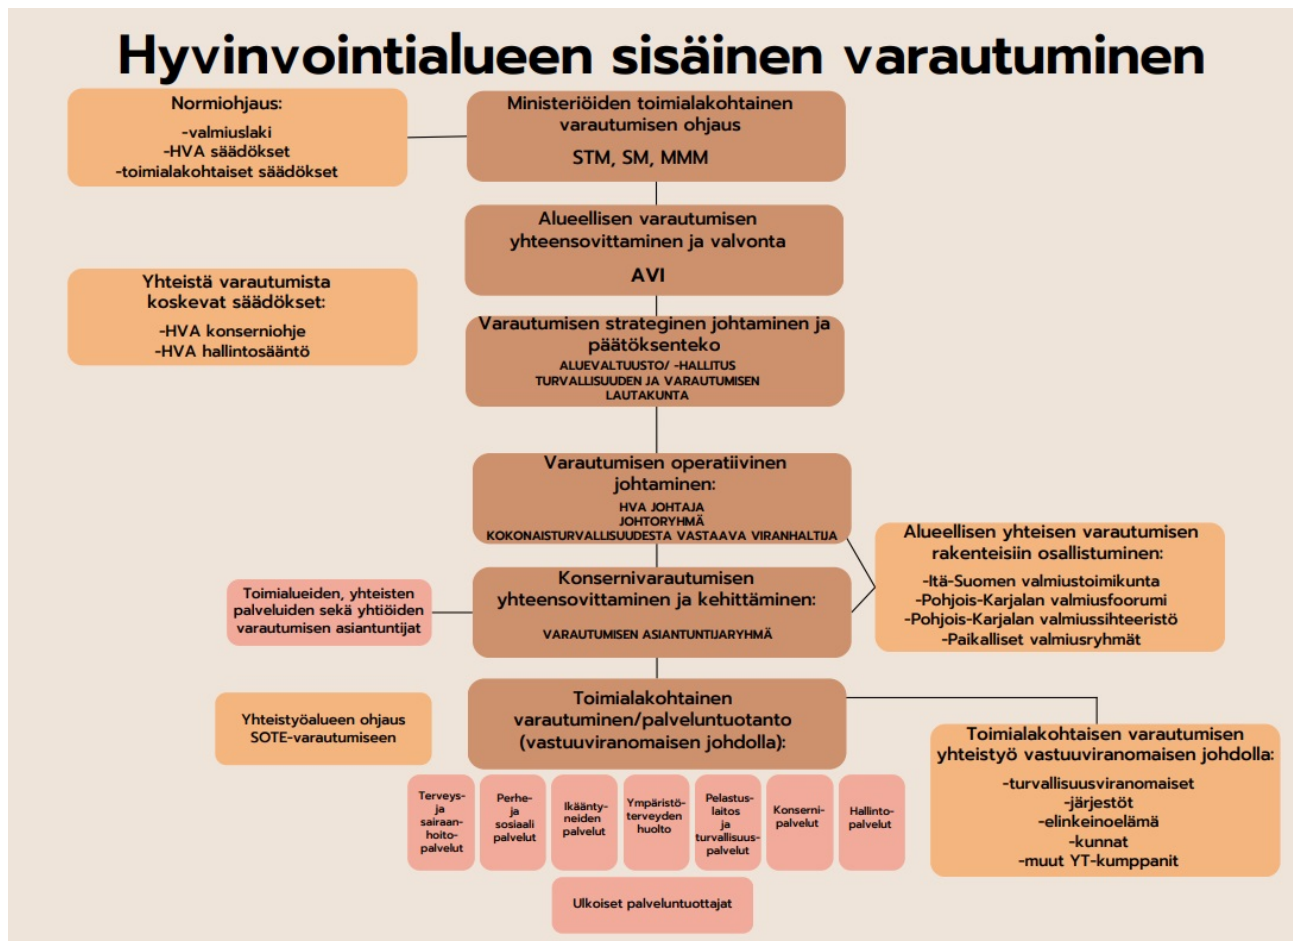 Hyvinvointialueen sisäinen varautuminen
Normiohjaus:
-valmiuslaki
-HVA säädökset
-toimialakohtaiset säädökset
Ministeriöiden toimialakohtainen
varautumisen ohjaus
STM, SM, MMM
Alueellisen varautumisen
yhteensovittaminen ja valvonta
AVI
Yhteistä varautumista
koskevat säädökset:
-HVA konserniohje
-HVA hallintosääntö
Varautumisen strateginen johtaminen ja
päätöksenteko
ALUEVALTUUSTO/ -HALLITUS
TURVALLISUUDEN JA VARAUTUMISEN
LAUTAKUNTA
Varautumisen operatiivinen
johtaminen:
HVA JOHTAJA
JOHTORYHMÄ
KOKONAISTURVALLISUUDESTA VASTAAVA VIRANHALTIJA
Alueellisen yhteisen varautumisen
rakenteisiin osallistuminen:
-Itä-Suomen valmiustoimikunta
-Pohjois-Karjalan valmiusfoorumi
-Pohjois-Karjalan valmiussihteeristö
-Paikalliset valmiusryhmät
Toimialueiden, yhteisten
palveluiden sekä yhtiöiden
varautumisen asiantuntijat
Konsernivarautumisen
yhteensovittaminen ja kehittäminen:
VARAUTUMISEN ASIANTUNTIJARYHMÄ
Yhteistyöalueen ohjaus
SOTE-varautumiseen
Toimialakohtainen
varautuminen/palveluntuotanto
(vastuuviranomaisen johdolla):
Toimialakohtaisen varautumisen
yhteistyö vastuuviranomaisen johdolla:
-turvallisuusviranomaiset
-järjestöt
-elinkeinoelämä
-kunnat
-muut YT-kumppanit
Terveys-
ja
sairaan-
hoito-
palvelut
Perhe-
ja
sosiaali
palvelut
Ikäänty-
neiden
palvelut
Ympäristö-
terveyden
huolto
Pelastus-
laitos
ja
turvallisuus-
palvelut
Konserni-
palvelut
Hallinto-
palvelut
Ulkoiset palveluntuottajat